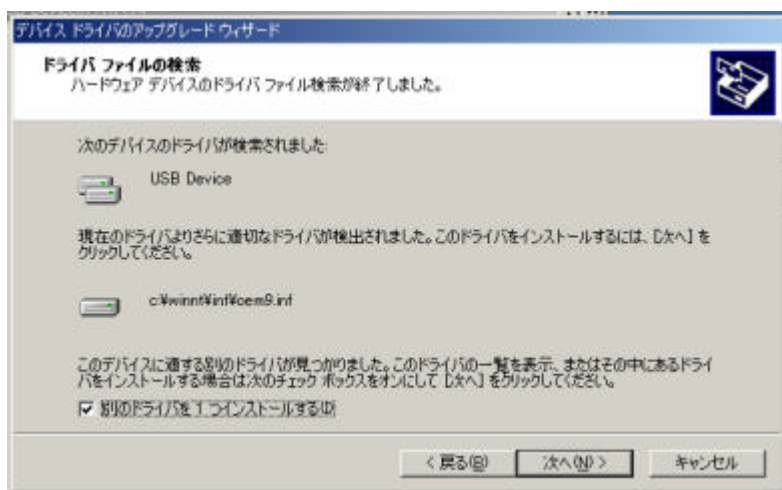 デバイス ドライバのアップグレード ウィザード
ドライバ ファイルの検索
ハードウェア デバイスのドライバ ファイル検索が終了しました。
次のデバイスのドライバが検索されました:
USB Device
現在のドライバよりさらに適切なドライバが検出されました。このドライバをインストールするには、[次へ] を
クリックしてください。
c:¥winnt¥inf¥oem9.inf
このデバイスに適する別のドライバが見つかりました。このドライバの一覧を表示、またはその中にあるドライ
バをインストールする場合は次のチェック ボックスをオンにして [次へ] をクリックしてください。
別のドライバを 1 つインストールする(I)
< 戻る(B)
次へ(N) >
キャンセル